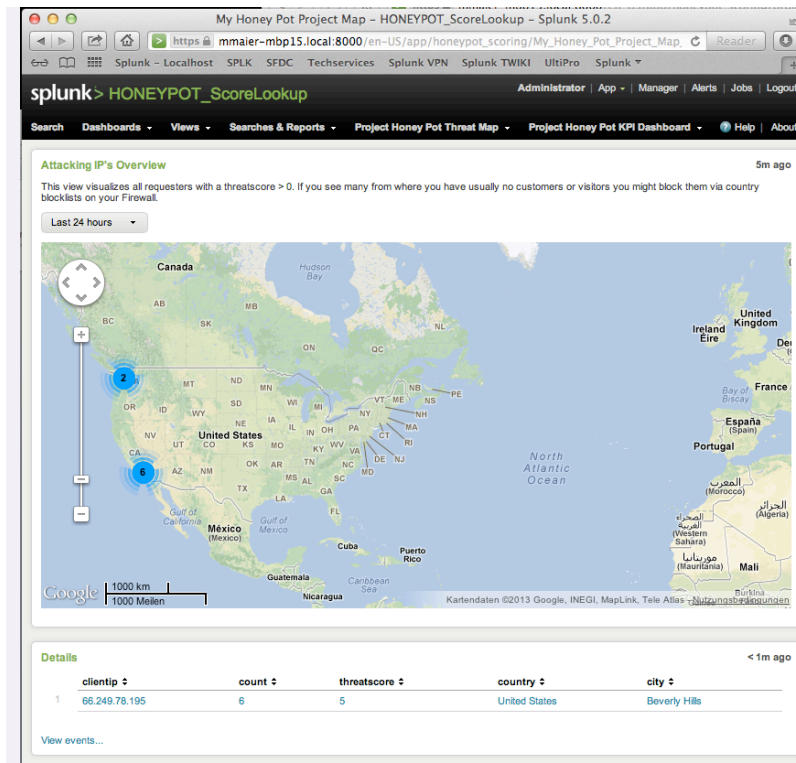 My Honey Pot Project Map – HONEYPOT_ScoreLookup – Splunk 5.0.2
https mmaier-mbp15.local:8000/en-US/app/honeypot_scoring/My_Honey_Pot_Project_Map_ Reader
Splunk – Localhost SPLK SFDC Techservices Splunk VPN Splunk TWIKI UltiPro Splunk
splunk> HONEYPOT_ScoreLookup
Administrator | App | Manager | Alerts | Jobs | Logout
Search Dashboards Views Searches & Reports Project Honey Pot Threat Map Project Honey Pot KPI Dashboard Help | About
Attacking IP's Overview 5m ago
This view visualizes all requesters with a threatscore > 0. If you see many from where you have usually no customers or visitors you might block them via country
blocklists on your Firewall.
Last 24 hours
Canada
Hudson
Bay
AB
MB
BC
SK
NL
ON
QC
United
Kingdom
Ireland
Éire
2
MT
ND
MN
NB
PE
NS
VT
ME
OR
ID
SD
WI
MI
WY
NY
NH
Bay of
Biscay
France
NE
IA
IL
IN
OH
PA
MA
NV
UT
United States
CO
KS
MO
KY
WV
VA
CT
RI
España
(Spain)
CA
DE
NJ
Portugal
6
AZ
NM
OK
AR
TN
NC
MD
North
Atlantic
Ocean
MS
AL
SC
TX
GA
LA
المغرب
(Morocco)
Gulf of
California
FL
México
(Mexico)
Gulf of
Mexico
الجزائر
(Algeria)
الصحراء
الغربية
(Western
Sahara)
Cuba
Puerto
Rico
موريتانيا
(Mauritania)
Mali
Guatemala
Caribbean
Sea
Nicaragua
Burkina
Google
1000 km
1000 Meilen
Kartendaten ©2013 Google, INEGI, MapLink, Tele Atlas - Nutzungsbedingungen
Details < 1m ago
clientip count threatscore country city
1 66.249.78.195 6 5 United States Beverly Hills
View events...